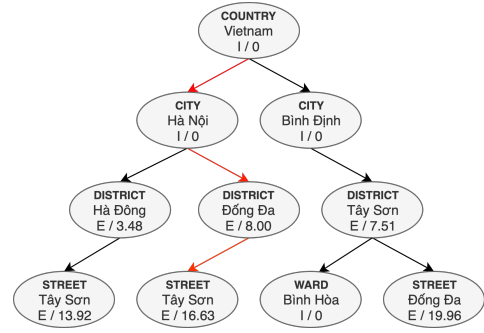 COUNTRY
Vietnam
I / 0
CITY
Hà Nội
I / 0
CITY
Bình Định
I / 0
DISTRICT
Hà Đông
E / 3.48
DISTRICT
Đống Đa
E / 8.00
DISTRICT
Tây Sơn
E / 7.51
STREET
Tây Sơn
E / 13.92
STREET
Tây Sơn
E / 16.63
WARD
Bình Hòa
I / 0
STREET
Đống Đa
E / 19.96